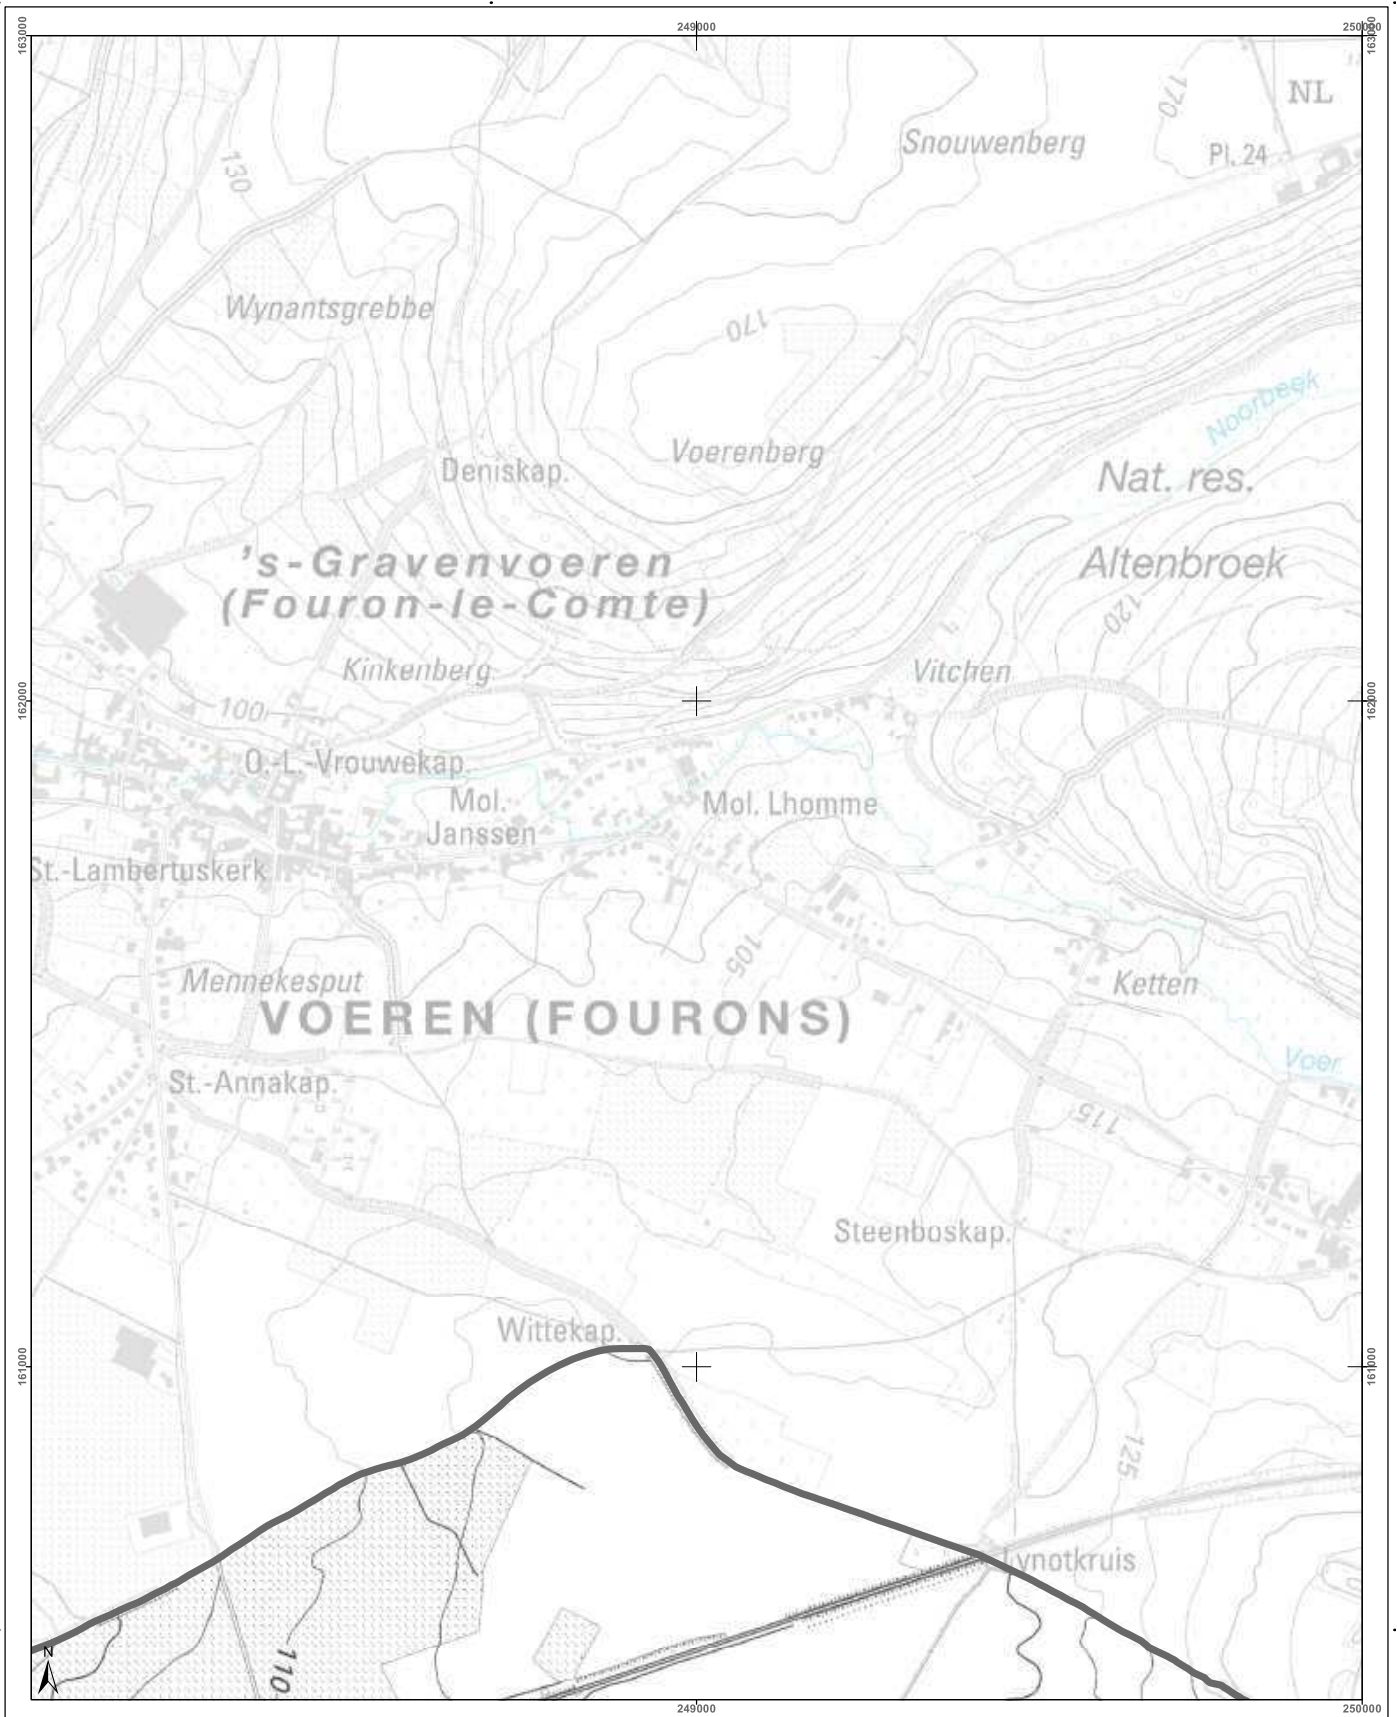 249000
250000
163000
163000
NL
170
Snouwenberg
Pl. 24
130
Wynantsgrebbe
170
Noorbeek
Voerenberg
Deniskap.
Nat. res.
's-Gravenvoeren
(Fouron-le-Comte)
Altenbroek
120
Kinkenberg
Vitchen
162000
162000
100
O.-L.-Vrouwekap.
Mol.
Janssen
Mol. Lhomme
St.-Lambertuskerk
105
Mennekesput
Ketten
VOEREN (FOURONS)
Voer
St.-Annakap.
115
Steenboskap.
Wittekap.
161000
161000
125
Lynotkruis
110
N
249000
250000